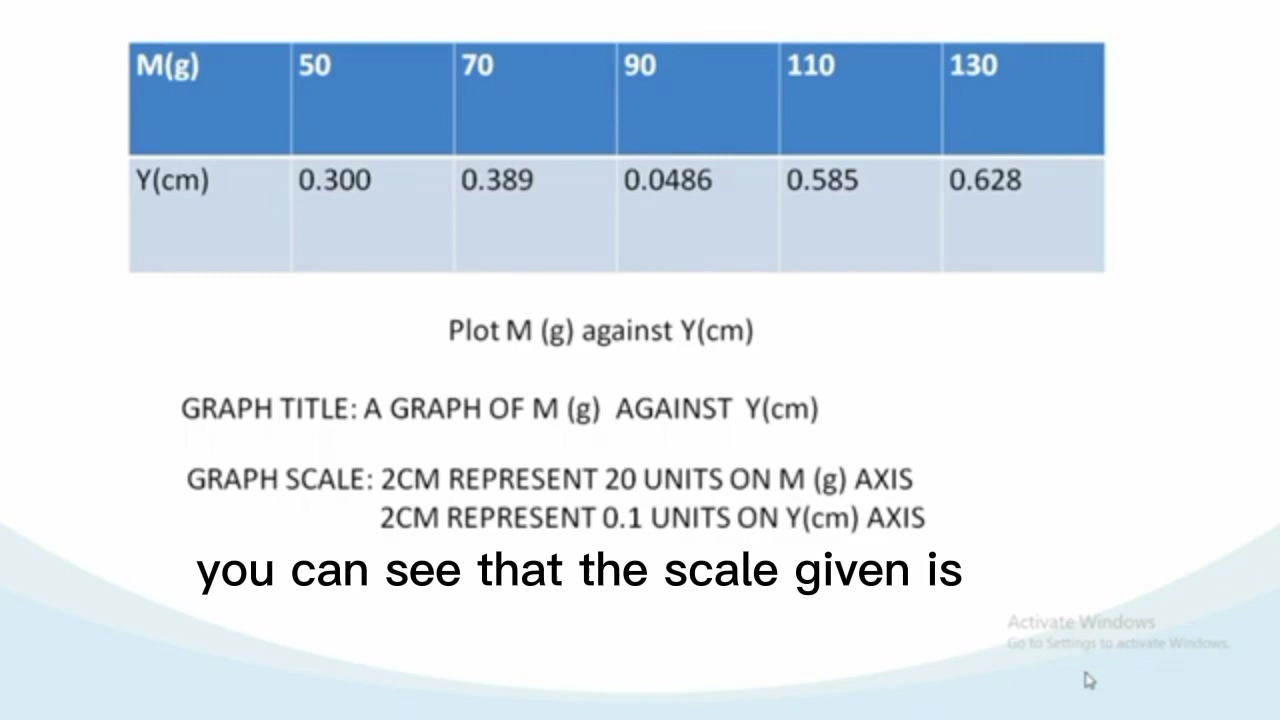 M(g) 50 70 90 110 130
Y(cm) 0.300 0.389 0.0486 0.585 0.628
Plot M (g) against Y(cm)
GRAPH TITLE: A GRAPH OF M (g) AGAINST Y(cm)
GRAPH SCALE: 2CM REPRESENT 20 UNITS ON M (g) AXIS
2CM REPRESENT 0.1 UNITS ON Y(cm) AXIS
you can see that the scale given is
Activate Windows
Go to Settings to activate Windows.